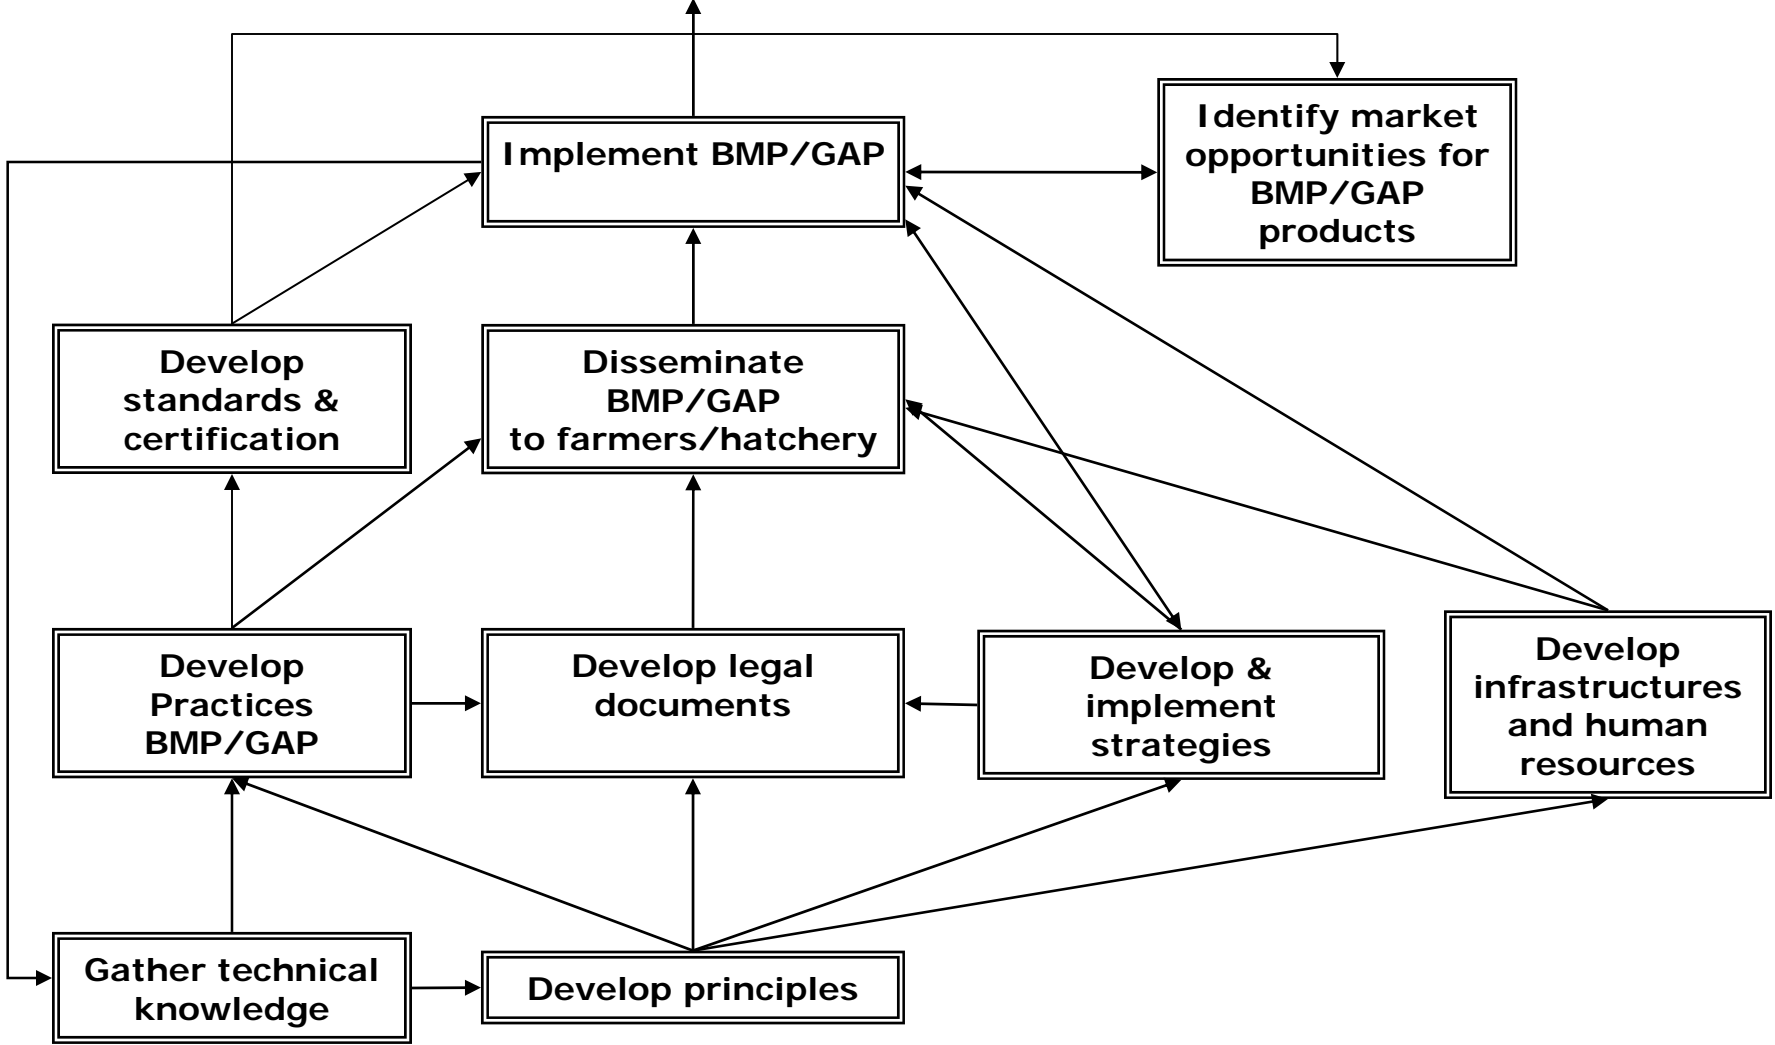 Implement BMP/GAP
Identify market
opportunities for
BMP/GAP
products
Develop
standards &
certification
Disseminate
BMP/GAP
to farmers/hatchery
Develop
Practices
BMP/GAP
Develop legal
documents
Develop &
implement
strategies
Develop
infrastructures
and human
resources
Gather technical
knowledge
Develop principles